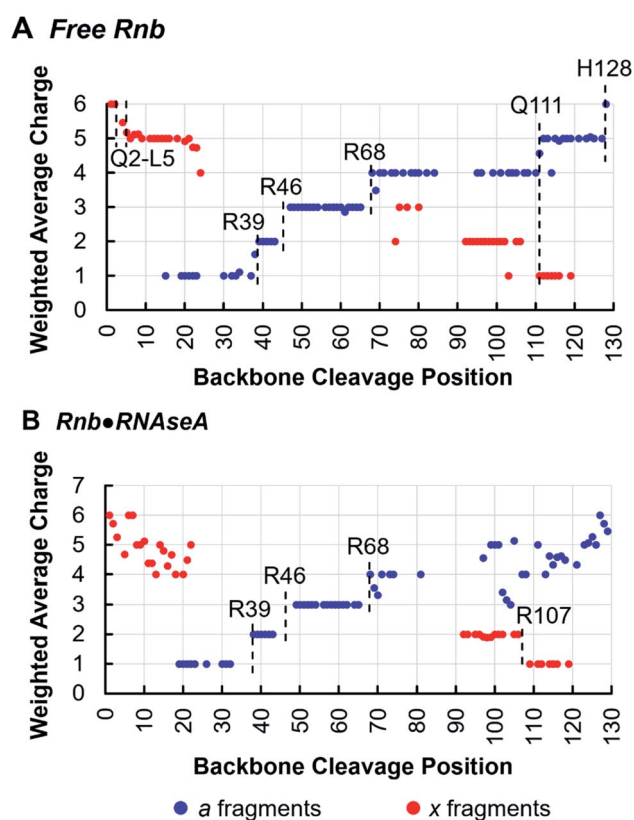 A Free Rnb
H128
Q111
R68
R46
R39
Q2-L5
Weighted Average Charge
6
5
4
3
2
1
0
0 10 20 30 40 50 60 70 80 90 100 110 120 130
Backbone Cleavage Position
B Rnb●RNAseA
Weighted Average Charge
7
6
5
4
3
2
1
0
R68
R46
R39
R107
0 10 20 30 40 50 60 70 80 90 100 110 120 130
Backbone Cleavage Position
a fragments x fragments